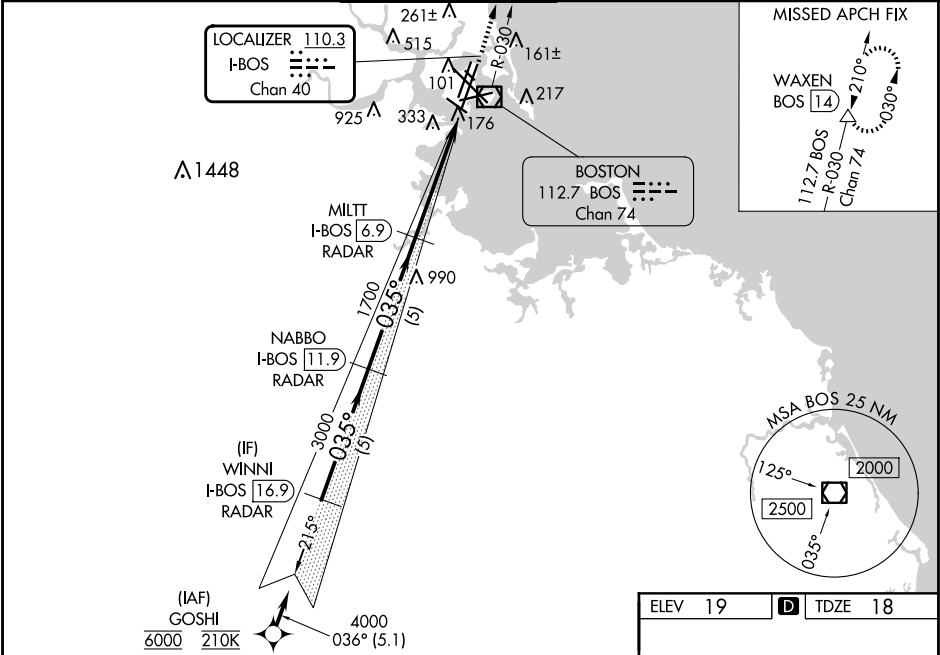 LOCALIZER 110.3
I-BOS
Chan 40
261±
515
R-030
161±
101
217
925
333
176
1448
BOSTON
112.7 BOS
Chan 74
MISSED APCH FIX
WAXEN
BOS 14
210°
030°
112.7 BOS
R-030
Chan 74
MILTT
I-BOS 6.9
RADAR
990
1700
035°
(5)
NABBO
I-BOS 11.9
RADAR
3000
035°
(5)
(IF)
WINNI
I-BOS 16.9
RADAR
215°
(IAF)
GOSHI
6000 210K
4000
036° (5.1)
MSA BOS 25 NM
125°
2000
2500
035°
ELEV 19 D TDZE 18